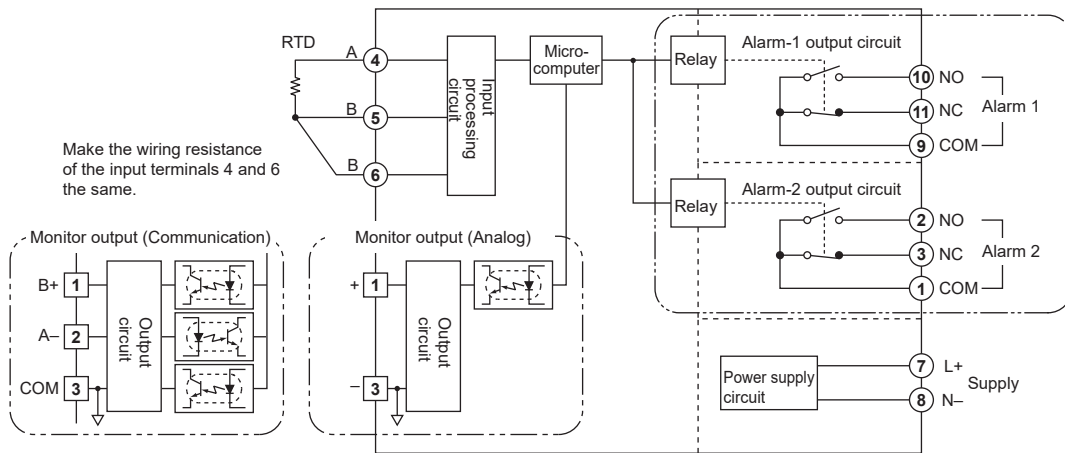 RTD
A
4
B
5
B
6
Input
processing
circuit
Micro-
computer
Relay
Alarm-1 output circuit
10
NO
11
NC
Alarm 1
9
COM
Make the wiring resistance
of the input terminals 4 and 6
the same.
Relay
Alarm-2 output circuit
2
NO
3
NC
Alarm 2
1
COM
Monitor output (Communication)
B+
1
A–
2
COM
3
Output
circuit
Monitor output (Analog)
+
1
–
3
Output
circuit
Power supply
circuit
7
L+
Supply
8
N–